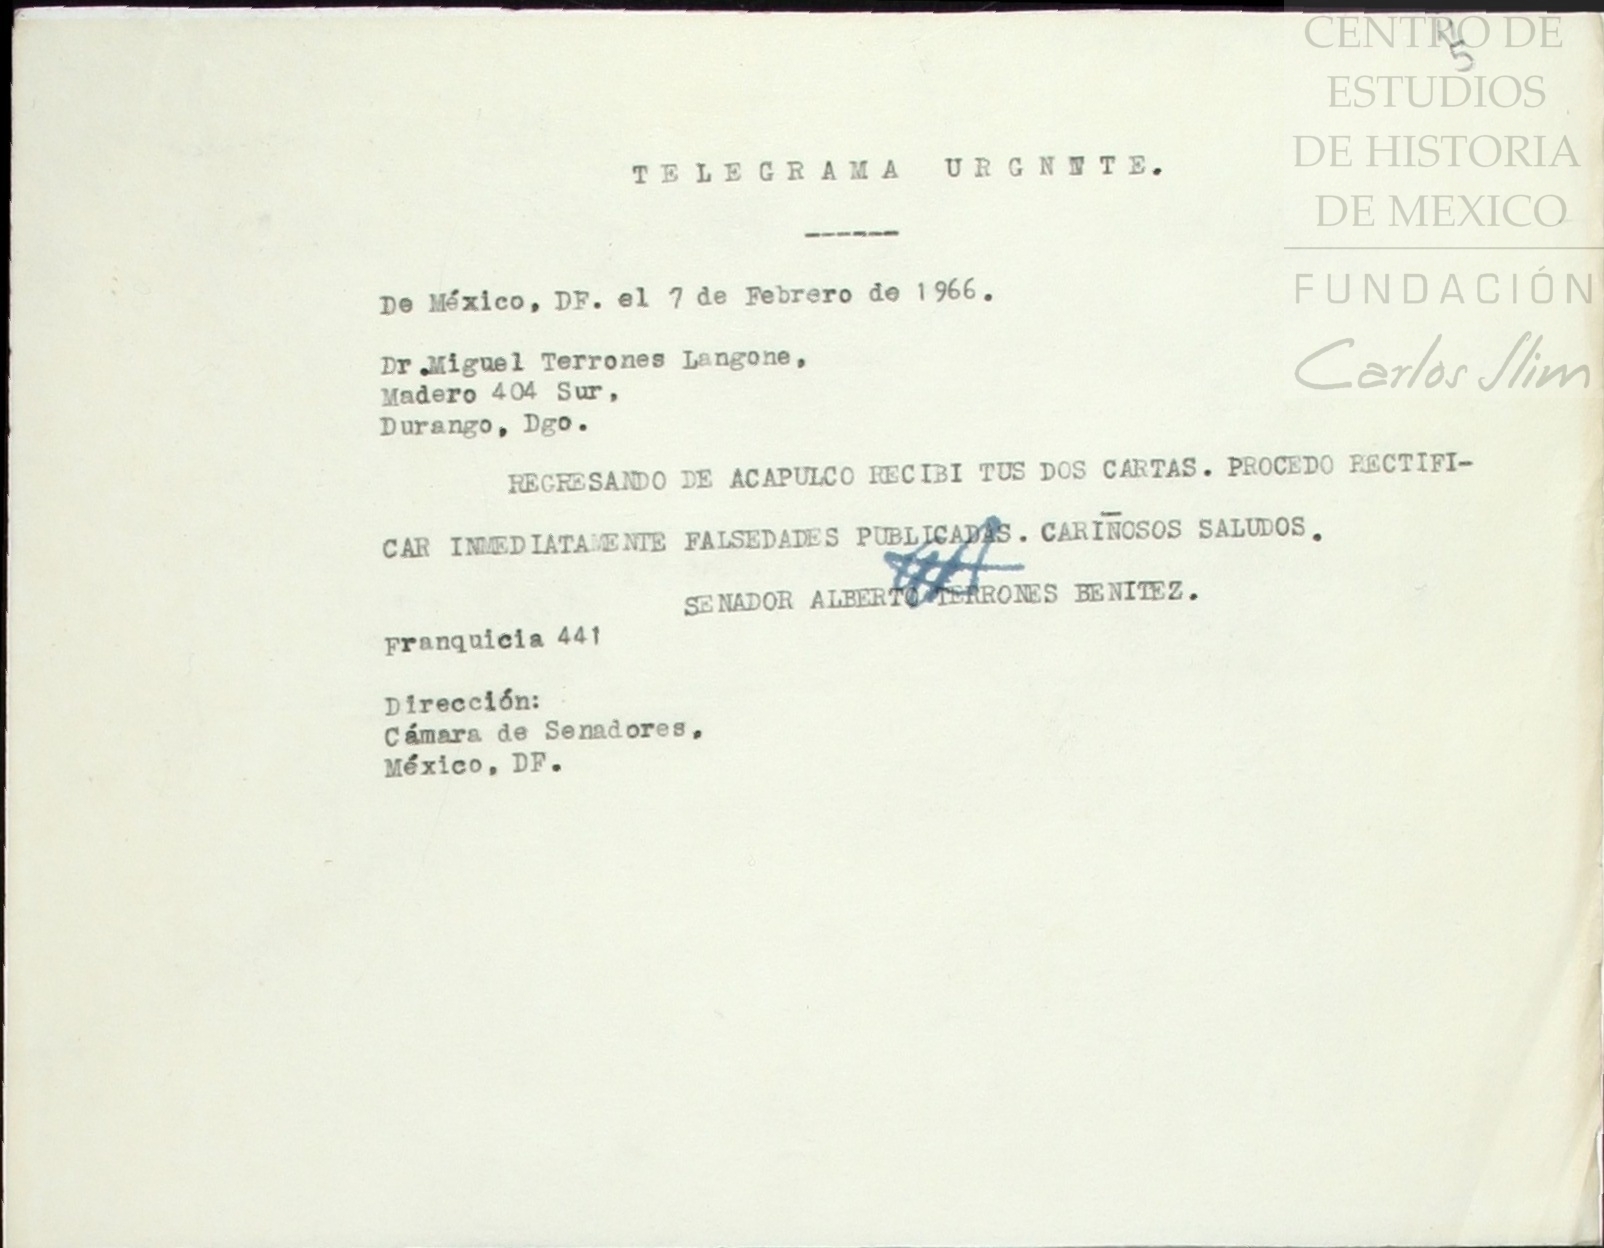 CENTRO DE
ESTUDIOS
DE HISTORIA
DE MEXICO
FUNDACIÓN
Carlos Slim
5
TELEGRAMA URGNNTE.
De México, DF. el 7 de Febrero de 1966.
Dr.Miguel Terrones Langone,
Madero 404 Sur,
Durango, Dgo.
REGRESANDO DE ACAPULCO RECIBI TUS DOS CARTAS. PROCEDO RECTIFI-
CAR INMEDIATAMENTE FALSEDADES PUBLICADAS. CARIÑOSOS SALUDOS.
SENADOR ALBERTO TERRONES BENITEZ.
Franquicia 441
Dirección:
Cámara de Senadores,
México, DF.